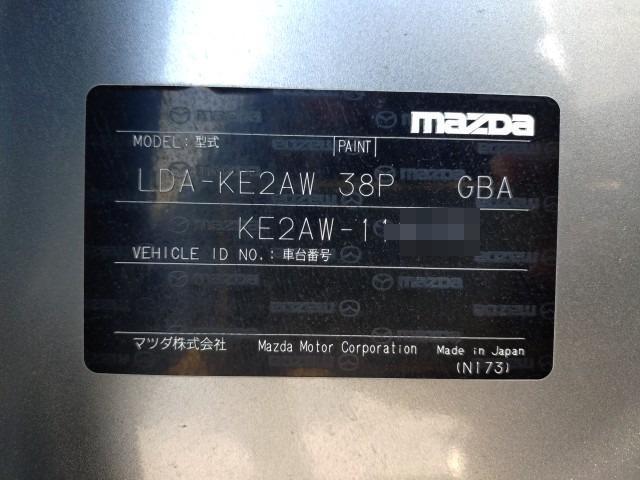 mazda
MODEL: 型式 PAINT
LDA-KE2AW 38P GBA
KE2AW-11
VEHICLE ID NO.: 車台番号
マツダ株式会社 Mazda Motor Corporation Made in Japan
(N173)